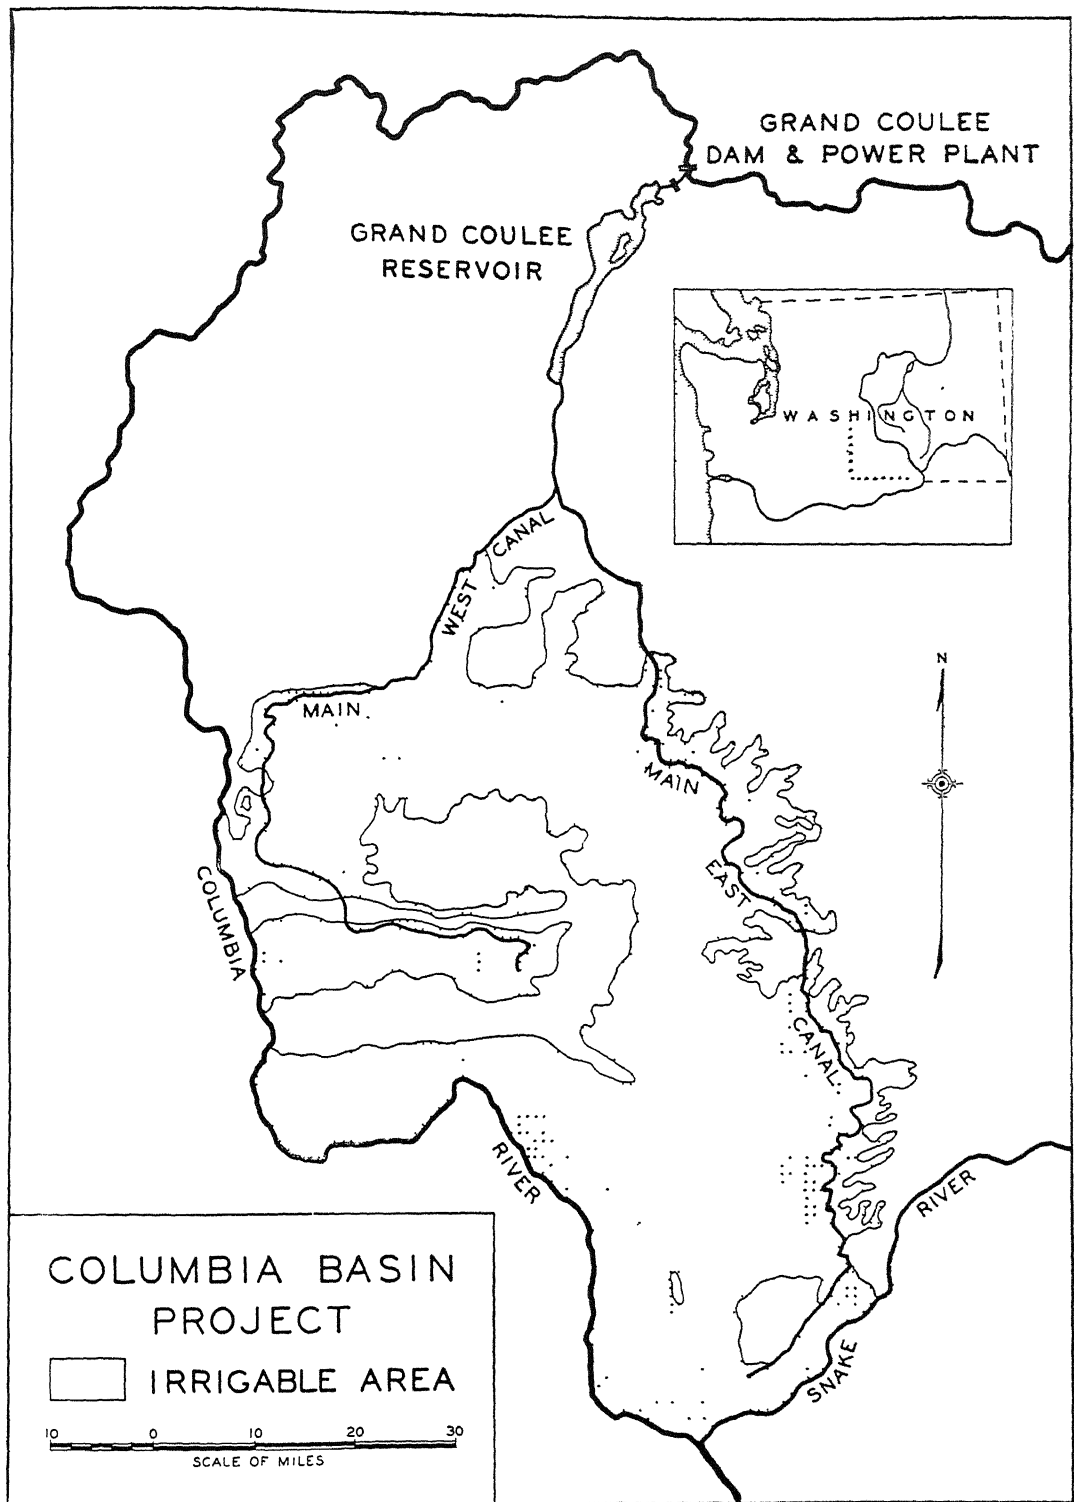 GRAND COULEE
DAM & POWER PLANT
GRAND COULEE
RESERVOIR
WASHINGTON
WEST CANAL
MAIN
N
MAIN
EAST
CANAL
COLUMBIA
RIVER
RIVER
SNAKE
COLUMBIA BASIN
PROJECT
IRRIGABLE AREA
10 0 10 20 30
SCALE OF MILES